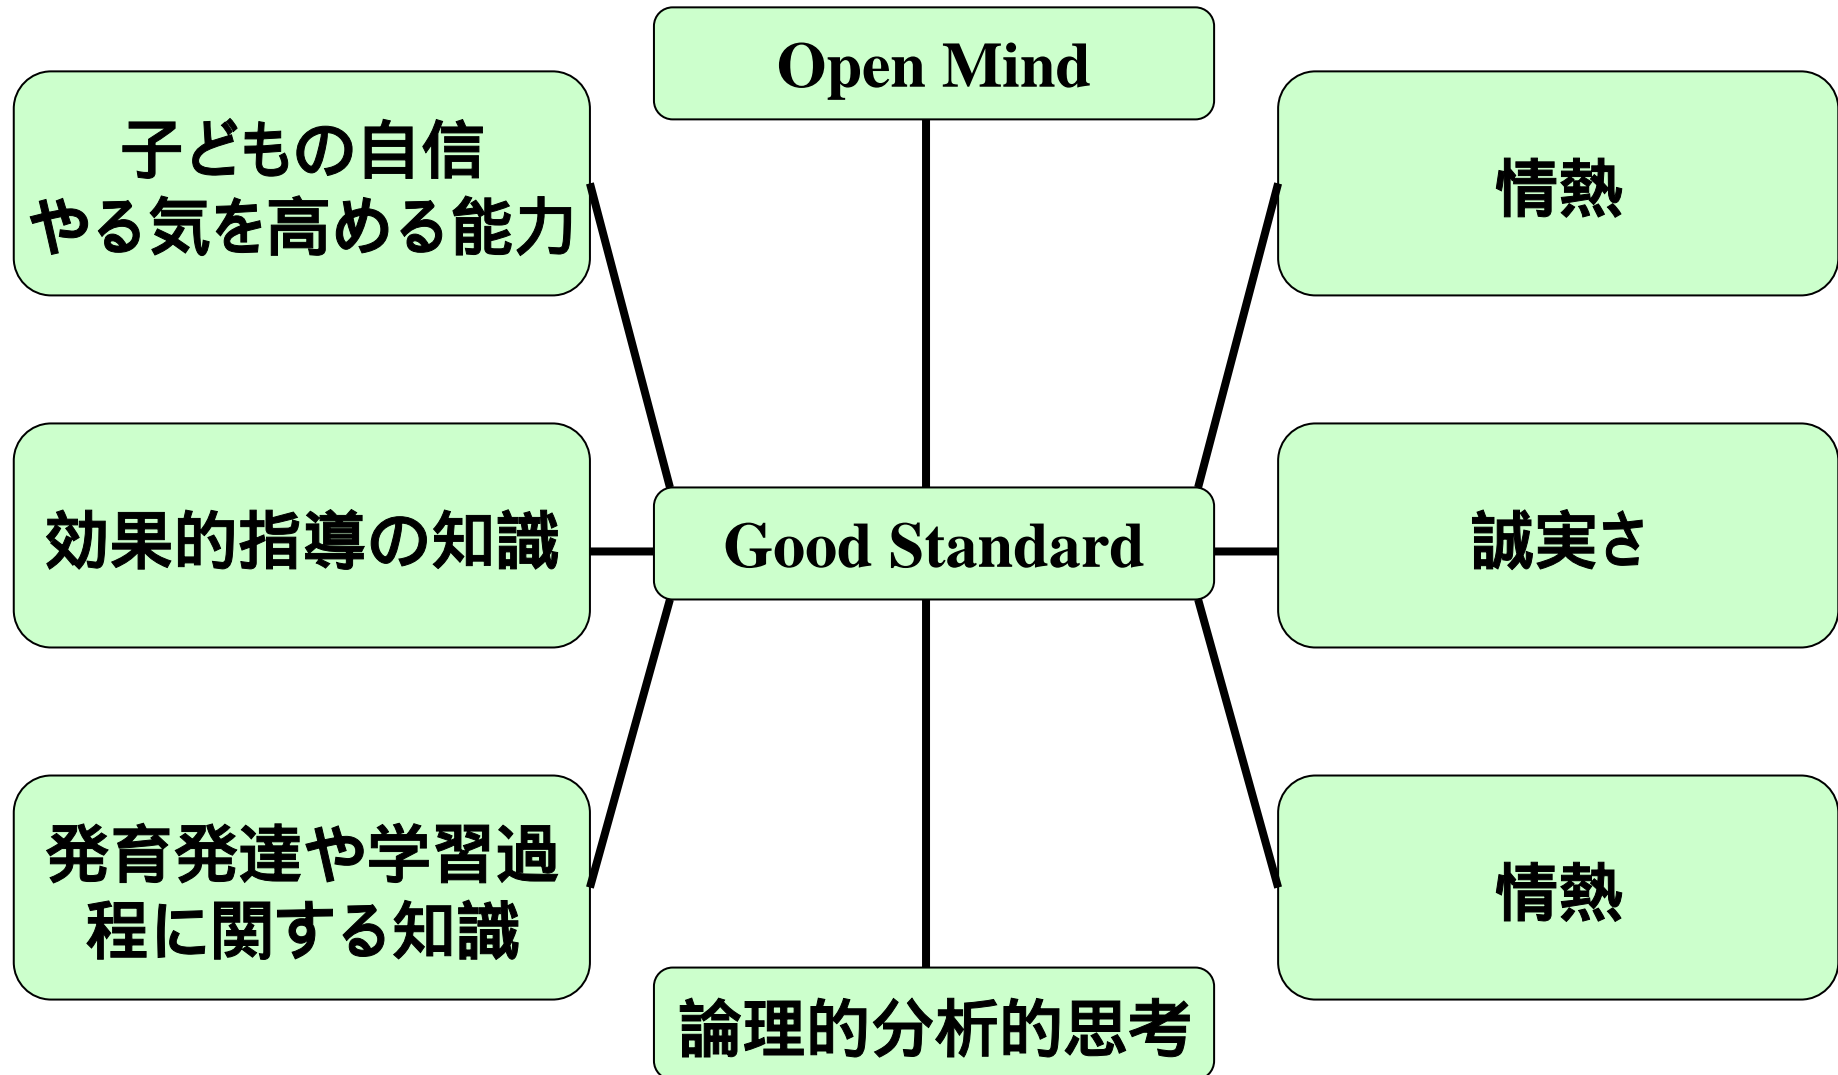 Open Mind
子どもの自信
やる気を高める能力
情熱
効果的指導の知識
Good Standard
誠実さ
発育発達や学習過
程に関する知識
情熱
論理的分析的思考